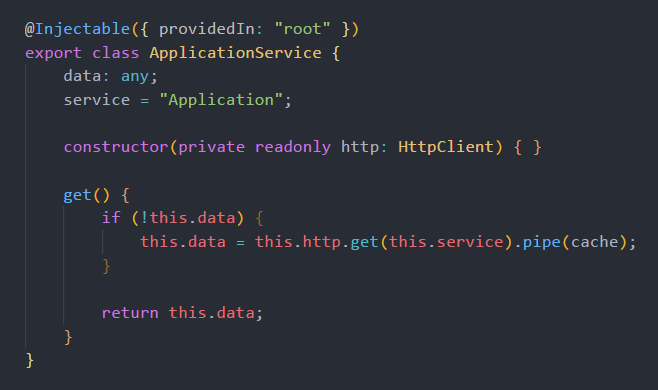 @Injectable({ providedIn: "root" })
export class ApplicationService {
    data: any;
    service = "Application";

    constructor(private readonly http: HttpClient) { }

    get() {
        if (!this.data) {
            this.data = this.http.get(this.service).pipe(cache);
        }

        return this.data;
    }
}